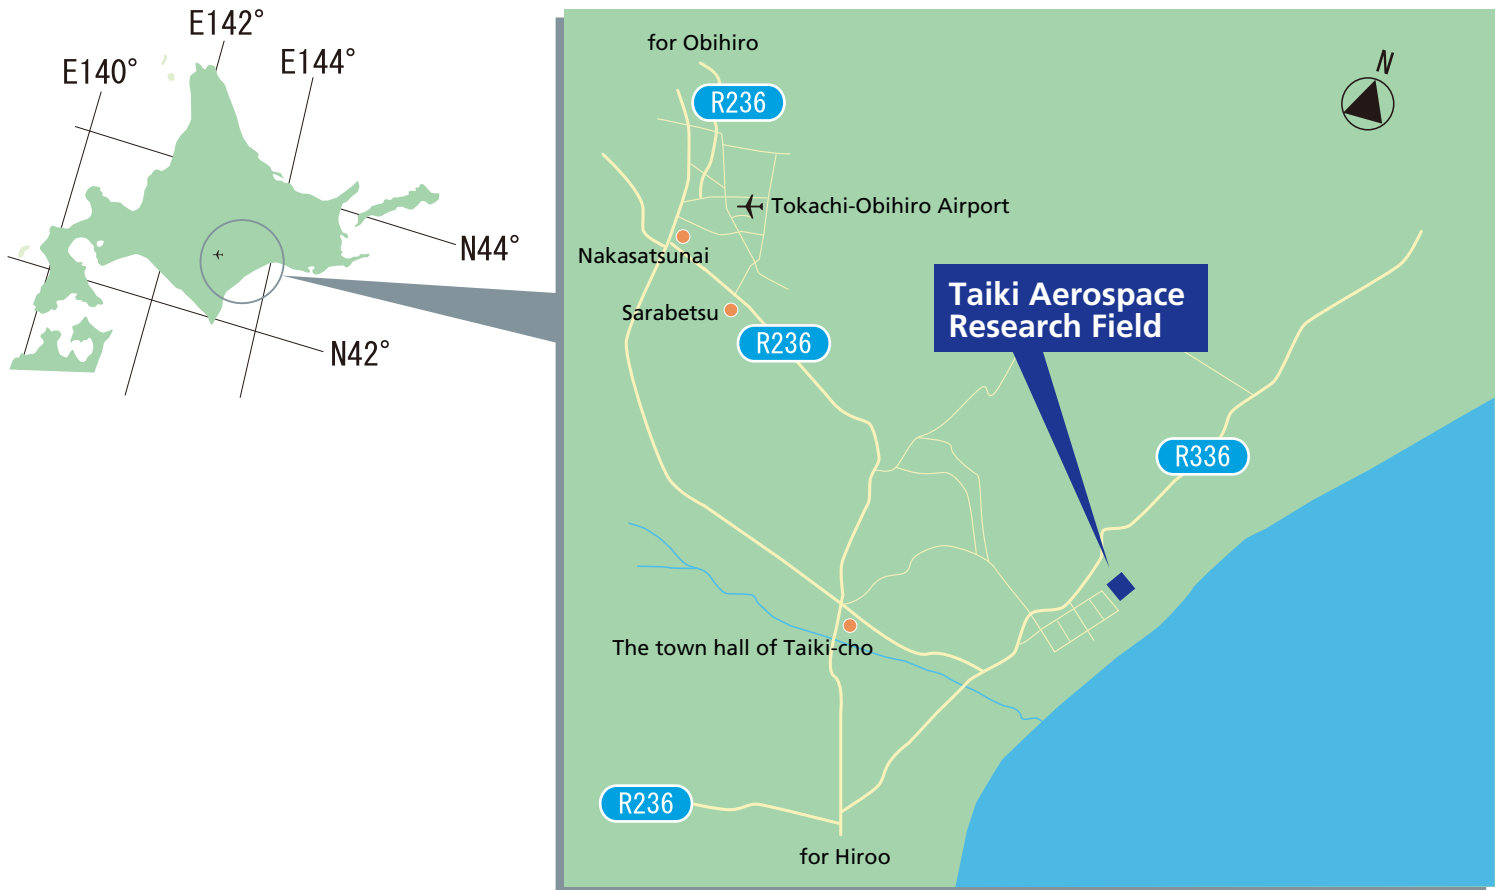 E142°
E144°
E140°
N44°
N42°
for Obihiro
R236
N
Tokachi-Obihiro Airport
Nakasatsunai
Sarabetsu
R236
Taiki Aerospace
Research Field
R336
The town hall of Taiki-cho
R236
for Hiroo